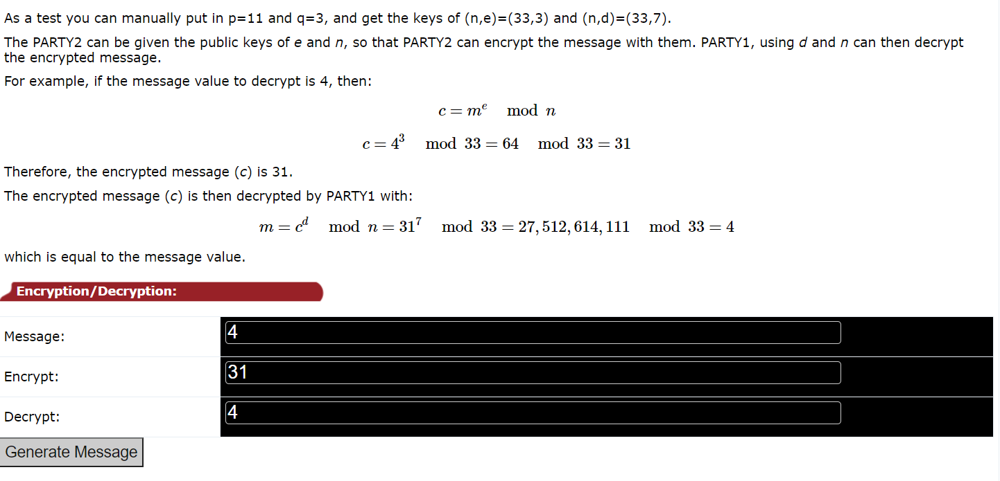 As a test you can manually put in p=11 and q=3, and get the keys of (n,e)=(33,3) and (n,d)=(33,7).
The PARTY2 can be given the public keys of e and n, so that PARTY2 can encrypt the message with them. PARTY1, using d and n can then decrypt
the encrypted message.
For example, if the message value to decrypt is 4, then:
c = mᵉ mod n
c = 4³ mod 33 = 64 mod 33 = 31
Therefore, the encrypted message (c) is 31.
The encrypted message (c) is then decrypted by PARTY1 with:
m = cᵈ mod n = 31⁷ mod 33 = 27, 512, 614, 111 mod 33 = 4
which is equal to the message value.
Encryption/Decryption:
Message: 4
Encrypt: 31
Decrypt: 4
Generate Message